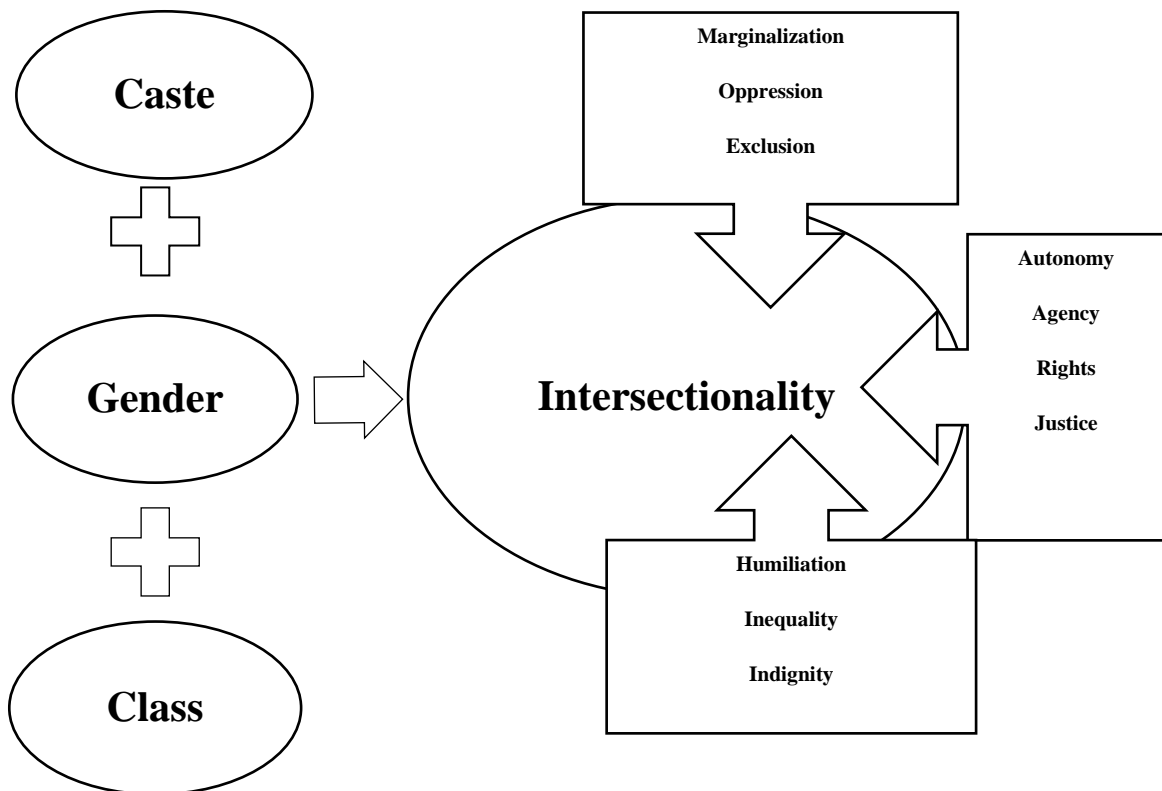 Caste
Gender
Class
Intersectionality
Marginalization
Oppression
Exclusion
Autonomy
Agency
Rights
Justice
Humiliation
Inequality
Indignity